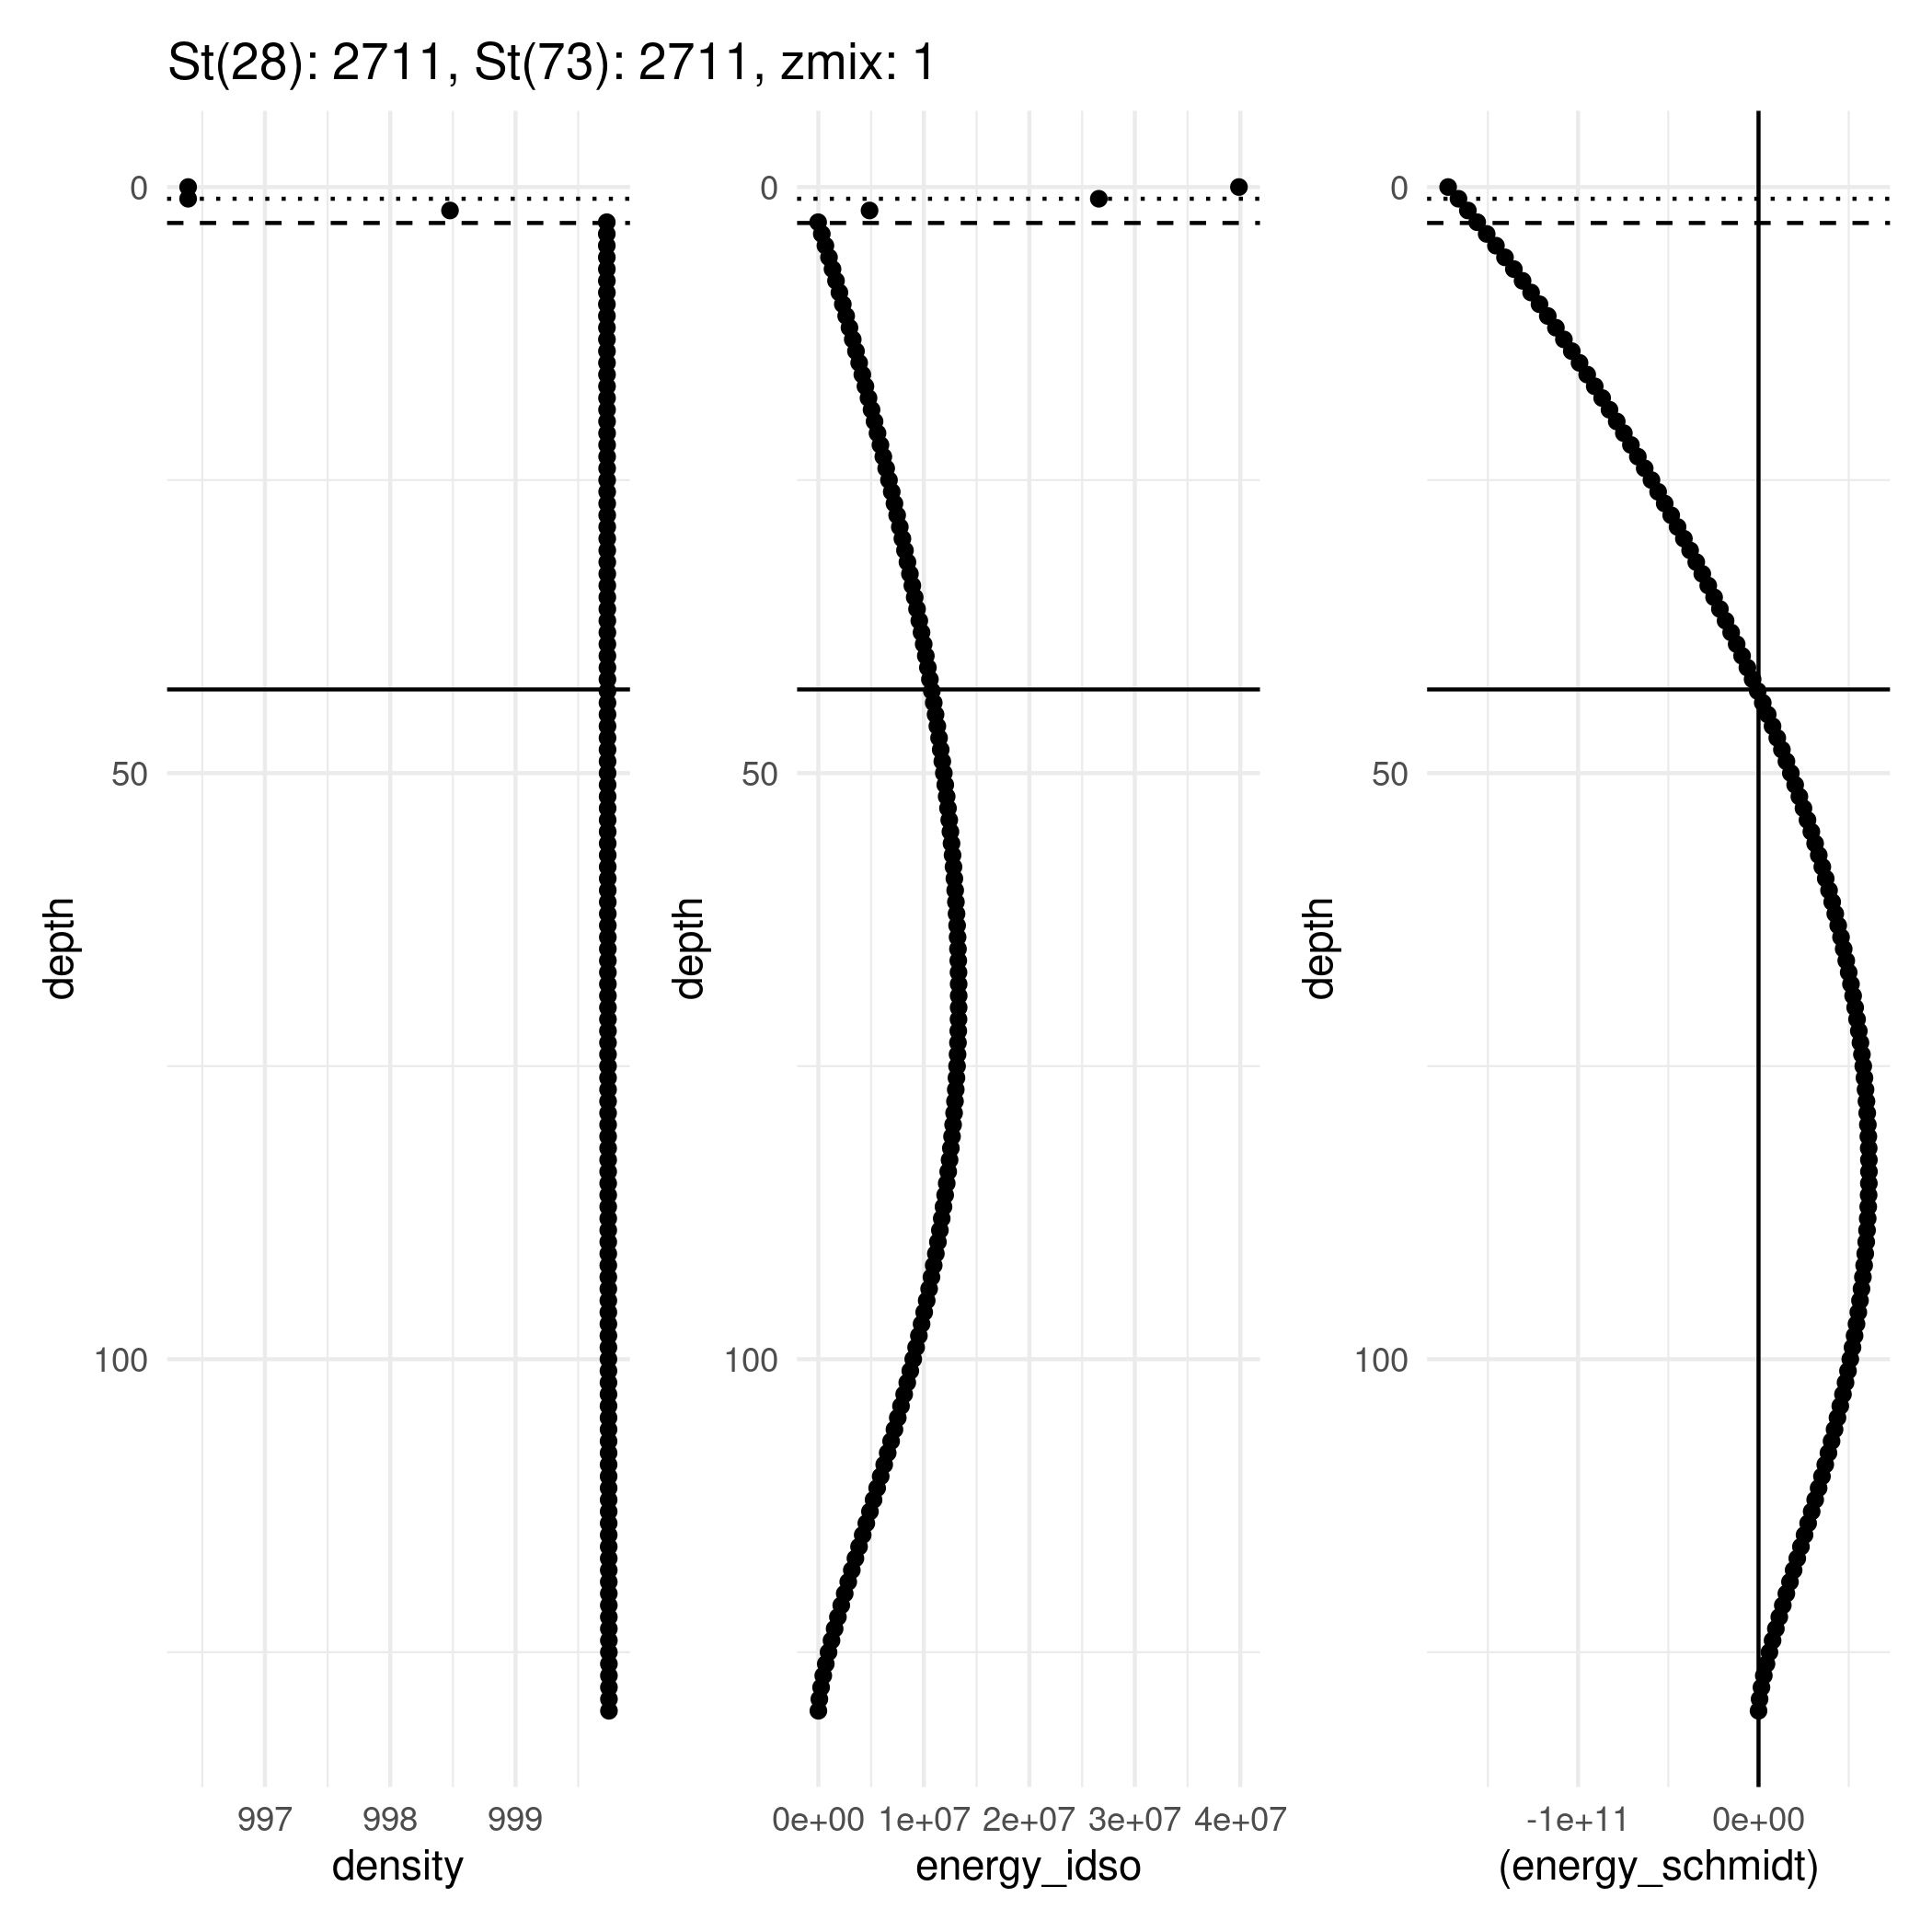 St(28): 2711, St(73): 2711, zmix: 1
0
50
100
depth
997 998 999
density
0
50
100
depth
0e+00 1e+07 2e+07 3e+07 4e+07
energy_idso
0
50
100
depth
-1e+11 0e+00
(energy_schmidt)